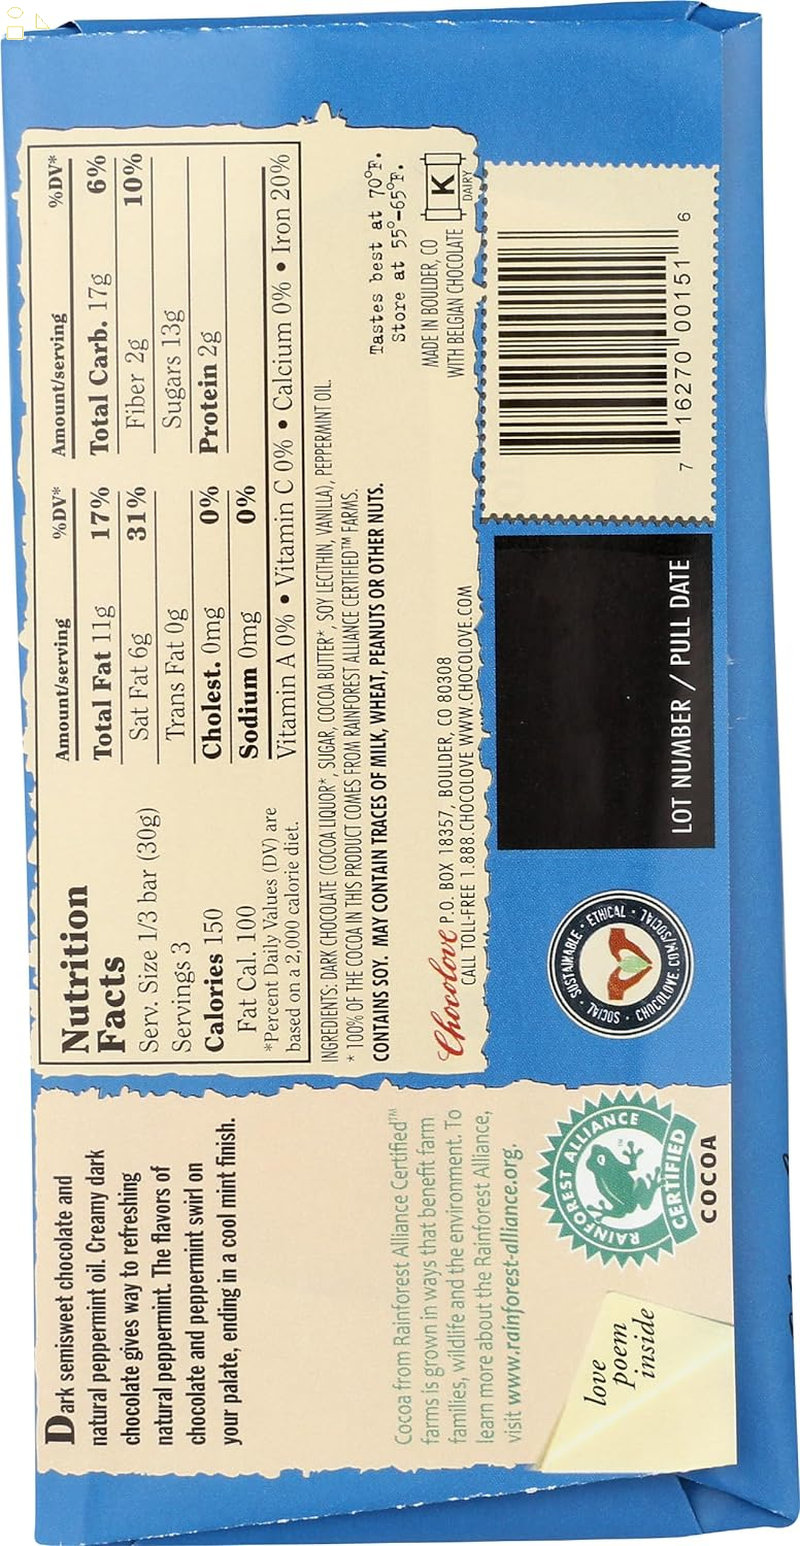 Dark semisweet chocolate and
natural peppermint oil. Creamy dark
chocolate gives way to refreshing
natural peppermint. The flavors of
chocolate and peppermint swirl on
your palate, ending in a cool mint finish.
Cocoa from Rainforest Alliance Certified™
farms is grown in ways that benefit farm
families, wildlife and the environment. To
learn more about the Rainforest Alliance,
visit www.rainforest-alliance.org.
love
poem
inside
RAINFOREST ALLIANCE
TM
CERTIFIED
COCOA
Nutrition
Facts
Serv. Size 1/3 bar (30g)
Servings 3
Calories 150
Fat Cal. 100
*Percent Daily Values (DV) are
based on a 2,000 calorie diet.
Amount/serving %DV* Amount/serving %DV*
Total Fat 11g 17% Total Carb. 17g 6%
Sat Fat 6g 31% Fiber 2g 10%
Trans Fat 0g Sugars 13g
Cholest. 0mg 0% Protein 2g
Sodium 0mg 0%
Vitamin A 0% • Vitamin C 0% • Calcium 0% • Iron 20%
INGREDIENTS: DARK CHOCOLATE (COCOA LIQUOR*, SUGAR, COCOA BUTTER*, SOY LECITHIN, VANILLA), PEPPERMINT OIL.
* 100% OF THE COCOA IN THIS PRODUCT COMES FROM RAINFOREST ALLIANCE CERTIFIED™ FARMS.
CONTAINS SOY. MAY CONTAIN TRACES OF MILK, WHEAT, PEANUTS OR OTHER NUTS.
Tastes best at 70°F.
Store at 55°-65°F.
MADE IN BOULDER, CO
WITH BELGIAN CHOCOLATE
K
DAIRY
Chocolove P.O. BOX 18357, BOULDER, CO 80308
CALL TOLL-FREE 1.888.CHOCOLOVE WWW.CHOCOLOVE.COM
SOCIAL • SUSTAINABLE • ETHICAL •
CHOCOLOVE.COM/SOCIAL
LOT NUMBER / PULL DATE
7 16270 00151 6